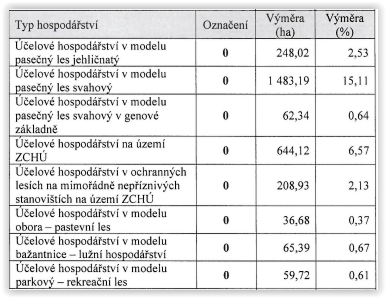 Typ hospodářství Označení Výměra (ha) Výměra (%)
Účelové hospodářství v modelu
pasečný les jehličnatý 0 248,02 2,53
Účelové hospodářství v modelu
pasečný les svahový 0 1 483,19 15,11
Účelové hospodářství v modelu
pasečný les svahový v genové
základně 0 62,34 0,64
Účelové hospodářství na území
ZCHÚ 0 644,12 6,57
Účelové hospodářství v ochranných
lesích na mimořádně nepříznivých
stanovištích na území ZCHÚ 0 208,93 2,13
Účelové hospodářství v modelu
obora – pastevní les 0 36,68 0,37
Účelové hospodářství v modelu
bažantnice – lužní hospodářství 0 65,39 0,67
Účelové hospodářství v modelu
parkový – rekreační les 0 59,72 0,61